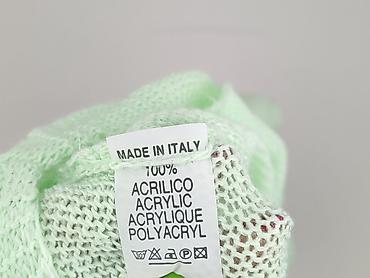 MADE IN ITALY
100%
ACRILICO
ACRYLIC
ACRYLIQUE
POLYACRYL